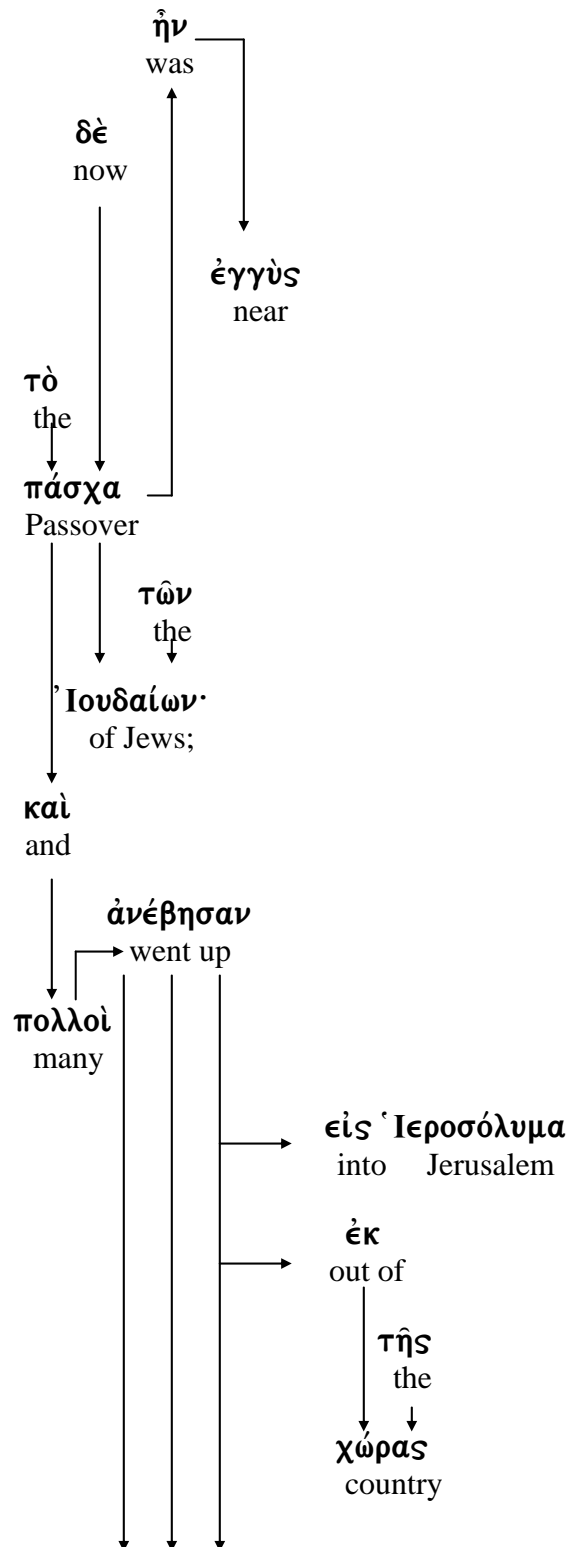 ἦν
was
δὲ
now
ἐγγὺς
near
τὸ
the
πάσχα
Passover
τῶν
the
Ἰουδαίων·
of Jews;
καὶ
and
ἀνέβησαν
went up
πολλοὶ
many
εἰς Ἱεροσόλυμα
into Jerusalem
ἐκ
out of
τῆς
the
χώρας
country